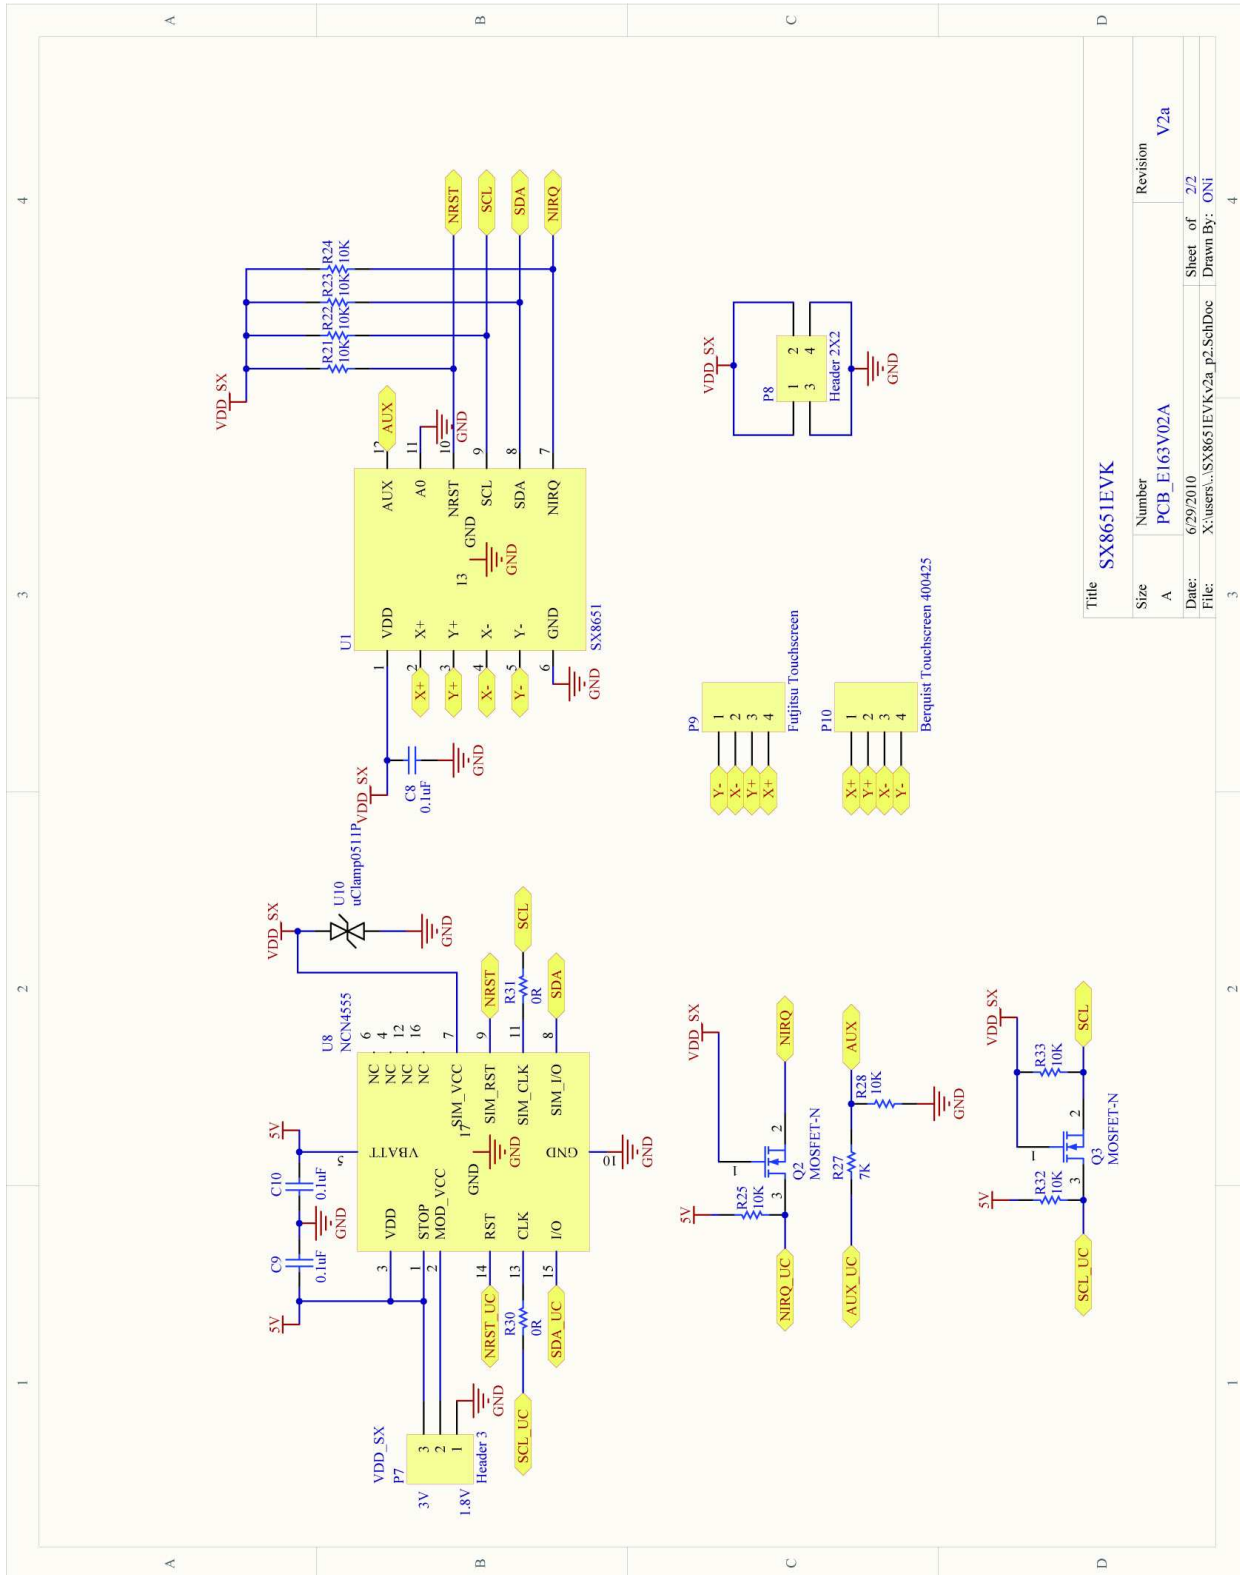 1
2
3
4
A
A
VDD_SX
P7
3V
1.8V
3
2
1
Header 3
GND
5V
C9
0.1uF
GND
C10
0.1uF
5V
U8
NCN4555
3
VDD
1
STOP
2
MOD_VCC
14
RST
13
CLK
15
I/O
5
VBATT
NC
6
NC
4
NC
12
NC
16
SIM_VCC
7
17
GND
GND
SIM_RST
9
SIM_CLK
11
SIM_I/O
8
GND
10
GND
NRST_UC
R30
0R
SCL_UC
SDA_UC
NRST
R31
0R
SCL
SDA
VDD_SX
U10
uClamp0511P
GND
VDD_SX
C8
0.1uF
GND
U1
1
VDD
2
X+
X+
3
Y+
Y+
4
X-
X-
5
Y-
Y-
6
GND
GND
13
GND
GND
SX8651
AUX
12
AUX
A0
11
GND
NRST
10
SCL
9
SDA
8
NIRQ
7
VDD_SX
R21
10K
R22
10K
R23
10K
R24
10K
NRST
SCL
SDA
NIRQ
B
B
5V
R25
10K
NIRQ_UC
3
Q2
MOSFET-N
1
2
VDD_SX
NIRQ
AUX_UC
R27
7K
R28
10K
AUX
GND
P9
Y-
1
X-
2
Y+
3
X+
4
Futjitsu Touchscreen
P10
X+
1
Y+
2
X-
3
Y-
4
Berquist Touchscreen 400425
VDD_SX
P8
1
2
3
4
Header 2X2
GND
C
C
5V
R32
10K
SCL_UC
3
Q3
MOSFET-N
1
2
VDD_SX
R33
10K
SCL
D
D
Title
SX8651EVK
Size
A
Number
PCB_E163V02A
Revision
V2a
Date:
6/29/2010
Sheet of
2/2
File:
X:\users\..\SX8651EVKv2a_p2.SchDoc
Drawn By:
ONi
1
2
3
4